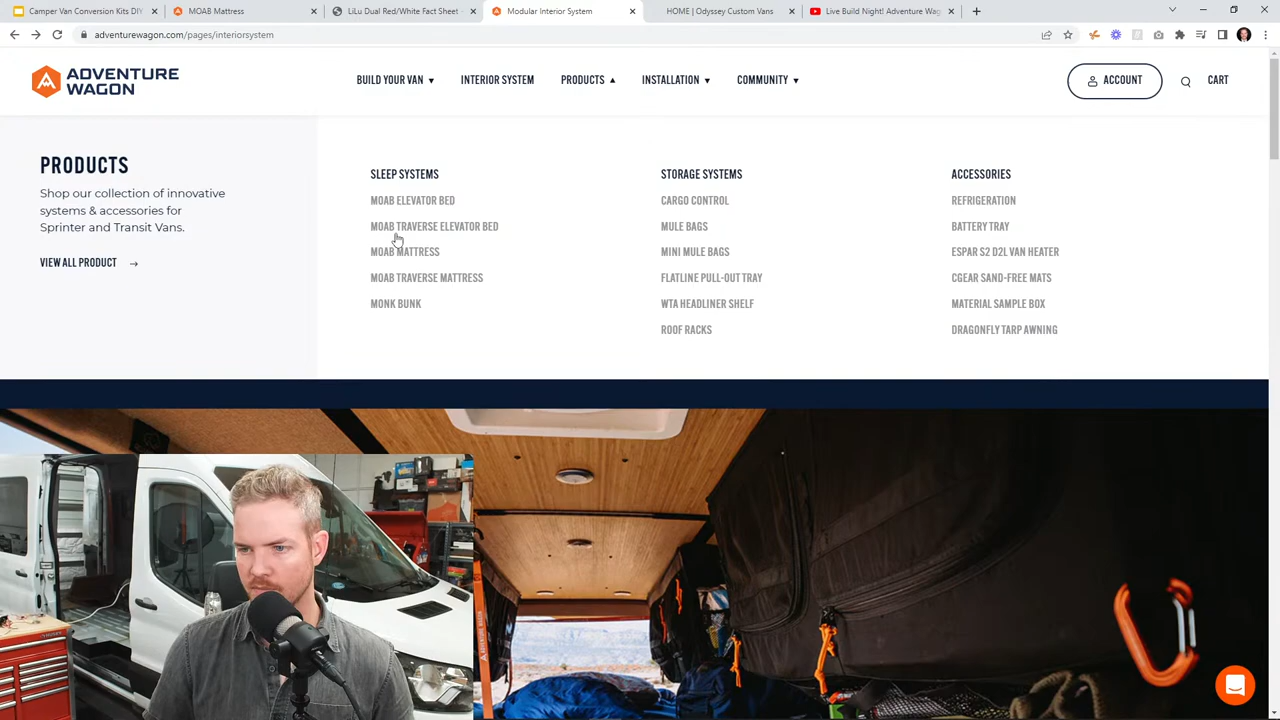 Camper Van Conversion Kits DIY
MOAB Mattress
LiLu Dual Red/White Fact Sheet
Modular Interior System
HOME | Odyssey Custom Vans
Live Build Night! Adventure Wag
adventurewagon.com/pages/interiorsystem
ADVENTURE
WAGON
BUILD YOUR VAN
INTERIOR SYSTEM
PRODUCTS
INSTALLATION
COMMUNITY
ACCOUNT
CART
PRODUCTS
Shop our collection of innovative
systems & accessories for
Sprinter and Transit Vans.
VIEW ALL PRODUCT →
SLEEP SYSTEMS
MOAB ELEVATOR BED
MOAB TRAVERSE ELEVATOR BED
MOAB MATTRESS
MOAB TRAVERSE MATTRESS
MONK BUNK
STORAGE SYSTEMS
CARGO CONTROL
MULE BAGS
MINI MULE BAGS
FLATLINE PULL-OUT TRAY
WTA HEADLINER SHELF
ROOF RACKS
ACCESSORIES
REFRIGERATION
BATTERY TRAY
ESPAR S2 D2L VAN HEATER
CGEAR SAND-FREE MATS
MATERIAL SAMPLE BOX
DRAGONFLY TARP AWNING
ADVENTURE WAGON